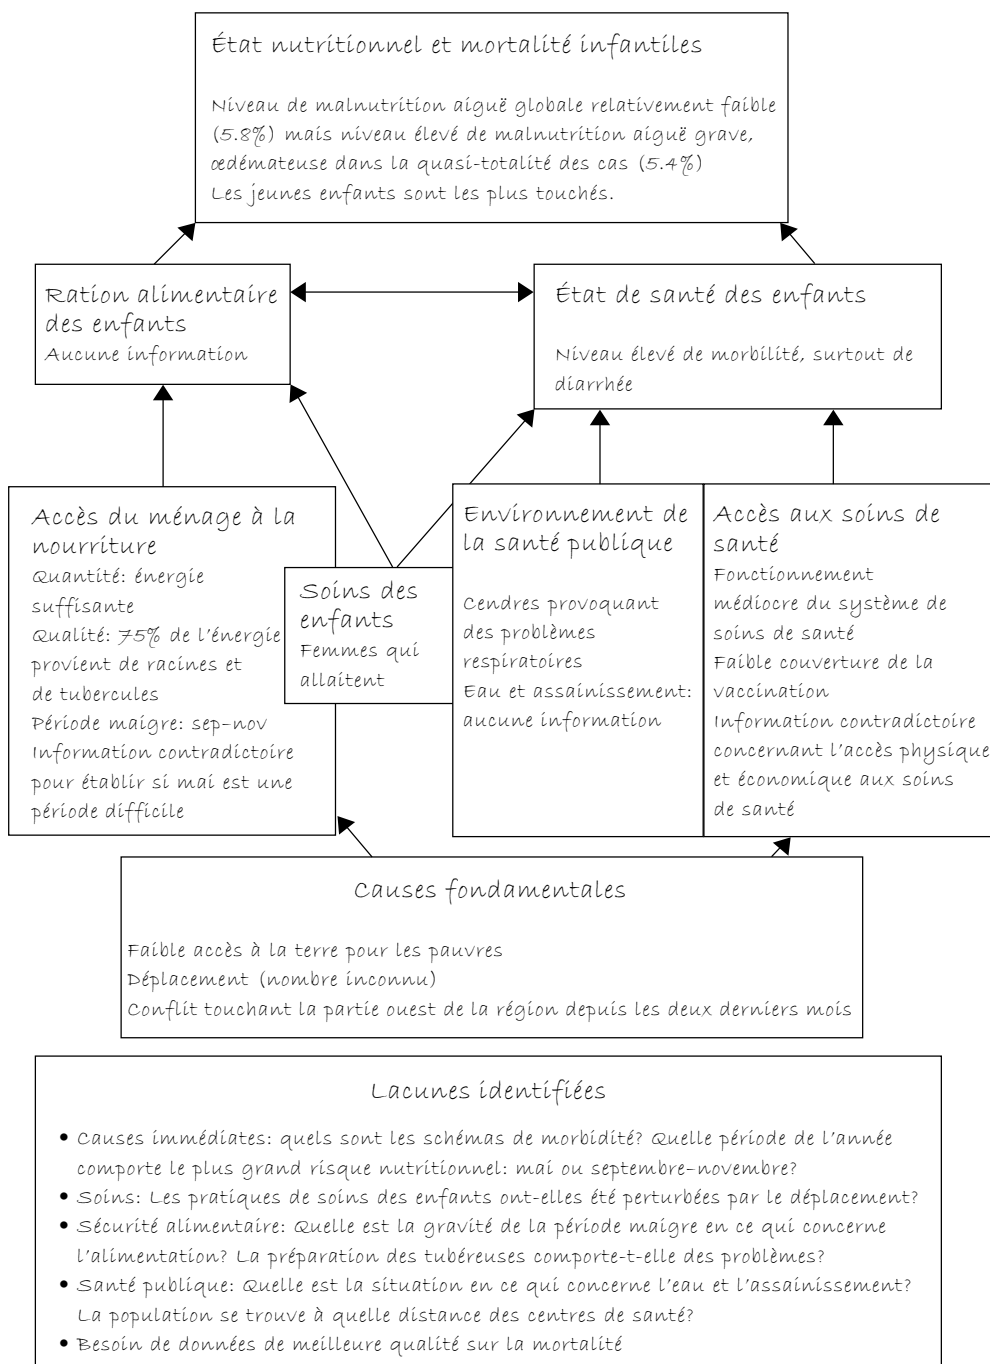 État nutritionnel et mortalité infantiles
Niveau de malnutrition aiguë globale relativement faible
(5.8%) mais niveau élevé de malnutrition aiguë grave,
œdémateuse dans la quasi-totalité des cas (5.4%)
Les jeunes enfants sont les plus touchés.
Ration alimentaire
des enfants
Aucune information
État de santé des enfants
Niveau élevé de morbilité, surtout de
diarrhée
Accès du ménage à la
nourriture
Quantité: énergie
suffisante
Qualité: 75% de l'énergie
provient de racines et
de tubercules
Période maigre: sep-nov
Information contradictoire
pour établir si mai est une
période difficile
Soins des
enfants
Femmes qui
allaitent
Environnement de
la santé publique
Cendres provoquant
des problèmes
respiratoires
Eau et assainissement:
aucune information
Accès aux soins de
santé
Fonctionnement
médiocre du système de
soins de santé
Faible couverture de la
vaccination
Information contradictoire
concernant l'accès physique
et économique aux soins
de santé
Causes fondamentales
Faible accès à la terre pour les pauvres
Déplacement (nombre inconnu)
Conflit touchant la partie ouest de la région depuis les deux derniers mois
Lacunes identifiées
• Causes immédiates: quels sont les schémas de morbidité? Quelle période de l'année
comporte le plus grand risque nutritionnel: mai ou septembre-novembre?
• Soins: Les pratiques de soins des enfants ont-elles été perturbées par le déplacement?
• Sécurité alimentaire: Quelle est la gravité de la période maigre en ce qui concerne
l'alimentation? La préparation des tubéreuses comporte-t-elle des problèmes?
• Santé publique: Quelle est la situation en ce qui concerne l'eau et l'assainissement?
La population se trouve à quelle distance des centres de santé?
• Besoin de données de meilleure qualité sur la mortalité